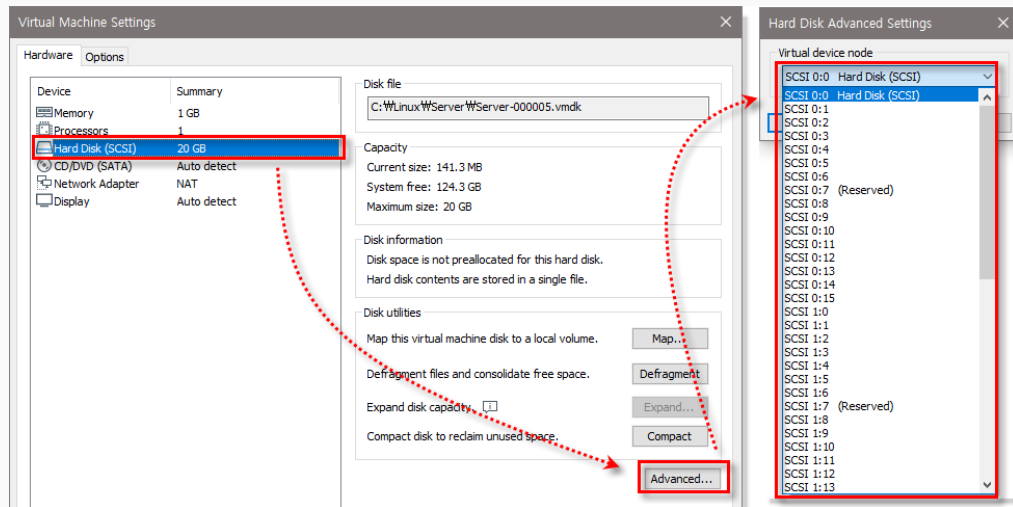 Virtual Machine Settings
Hardware Options
Device Summary
Memory 1 GB
Processors 1
Hard Disk (SCSI) 20 GB
CD/DVD (SATA) Auto detect
Network Adapter NAT
Display Auto detect
Disk file
C:₩Linux₩Server₩Server-000005.vmdk
Capacity
Current size: 141.3 MB
System free: 124.3 GB
Maximum size: 20 GB
Disk information
Disk space is not preallocated for this hard disk.
Hard disk contents are stored in a single file.
Disk utilities
Map this virtual machine disk to a local volume. Map...
Defragment files and consolidate free space. Defragment
Expand disk capacity. Expand...
Compact disk to reclaim unused space. Compact
Advanced...
Hard Disk Advanced Settings
Virtual device node
SCSI 0:0 Hard Disk (SCSI)
SCSI 0:0 Hard Disk (SCSI)
SCSI 0:1
SCSI 0:2
SCSI 0:3
SCSI 0:4
SCSI 0:5
SCSI 0:6
SCSI 0:7 (Reserved)
SCSI 0:8
SCSI 0:9
SCSI 0:10
SCSI 0:11
SCSI 0:12
SCSI 0:13
SCSI 0:14
SCSI 0:15
SCSI 1:0
SCSI 1:1
SCSI 1:2
SCSI 1:3
SCSI 1:4
SCSI 1:5
SCSI 1:6
SCSI 1:7 (Reserved)
SCSI 1:8
SCSI 1:9
SCSI 1:10
SCSI 1:11
SCSI 1:12
SCSI 1:13